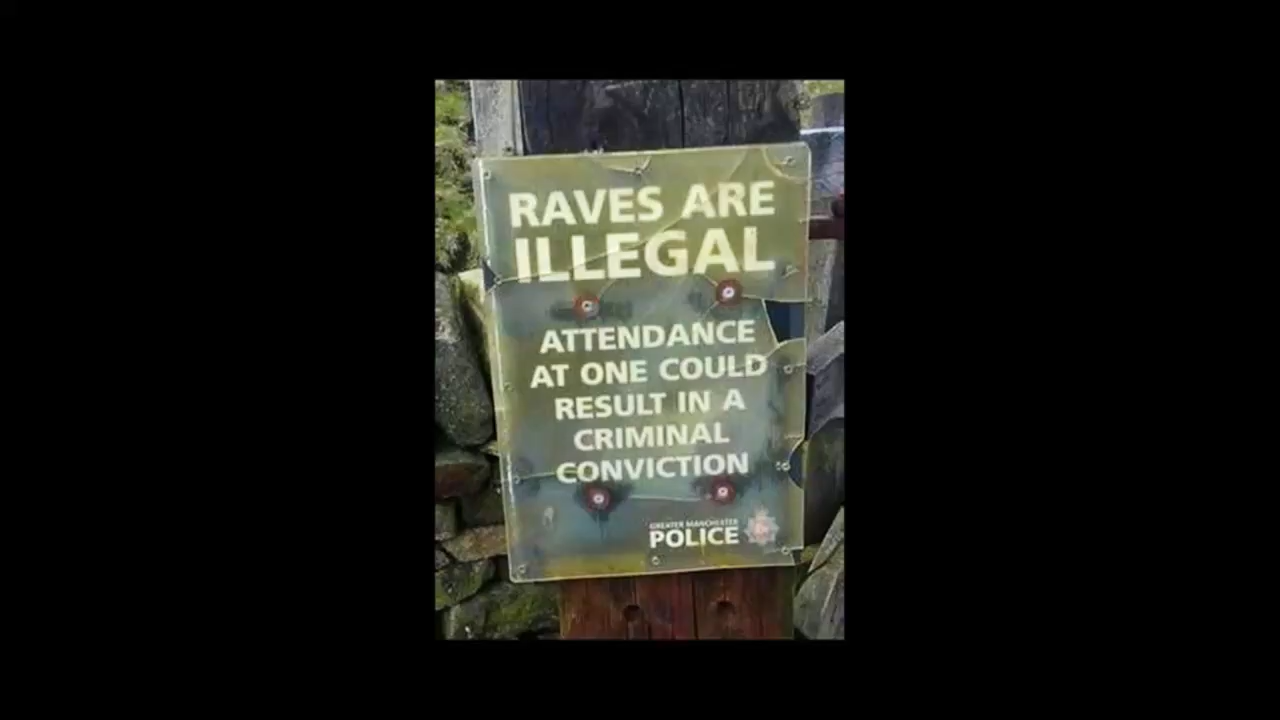 RAVES ARE
ILLEGAL
ATTENDANCE
AT ONE COULD
RESULT IN A
CRIMINAL
CONVICTION
GREATER MANCHESTER
POLICE